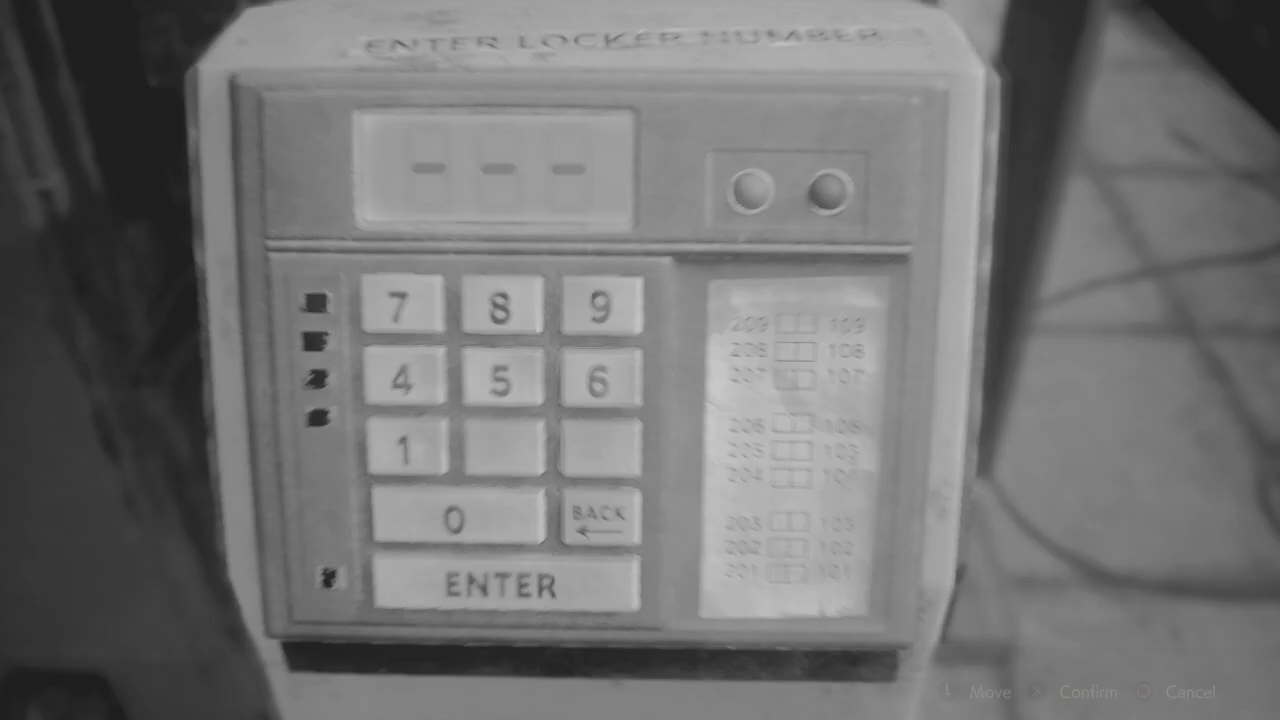 ENTER LOCKER NUMBER
- - -
7 8 9
4 5 6
1
0 BACK
ENTER
209 109
208 108
207 107
206 106
205 105
204 104
203 103
202 102
201 101
Move Confirm Cancel